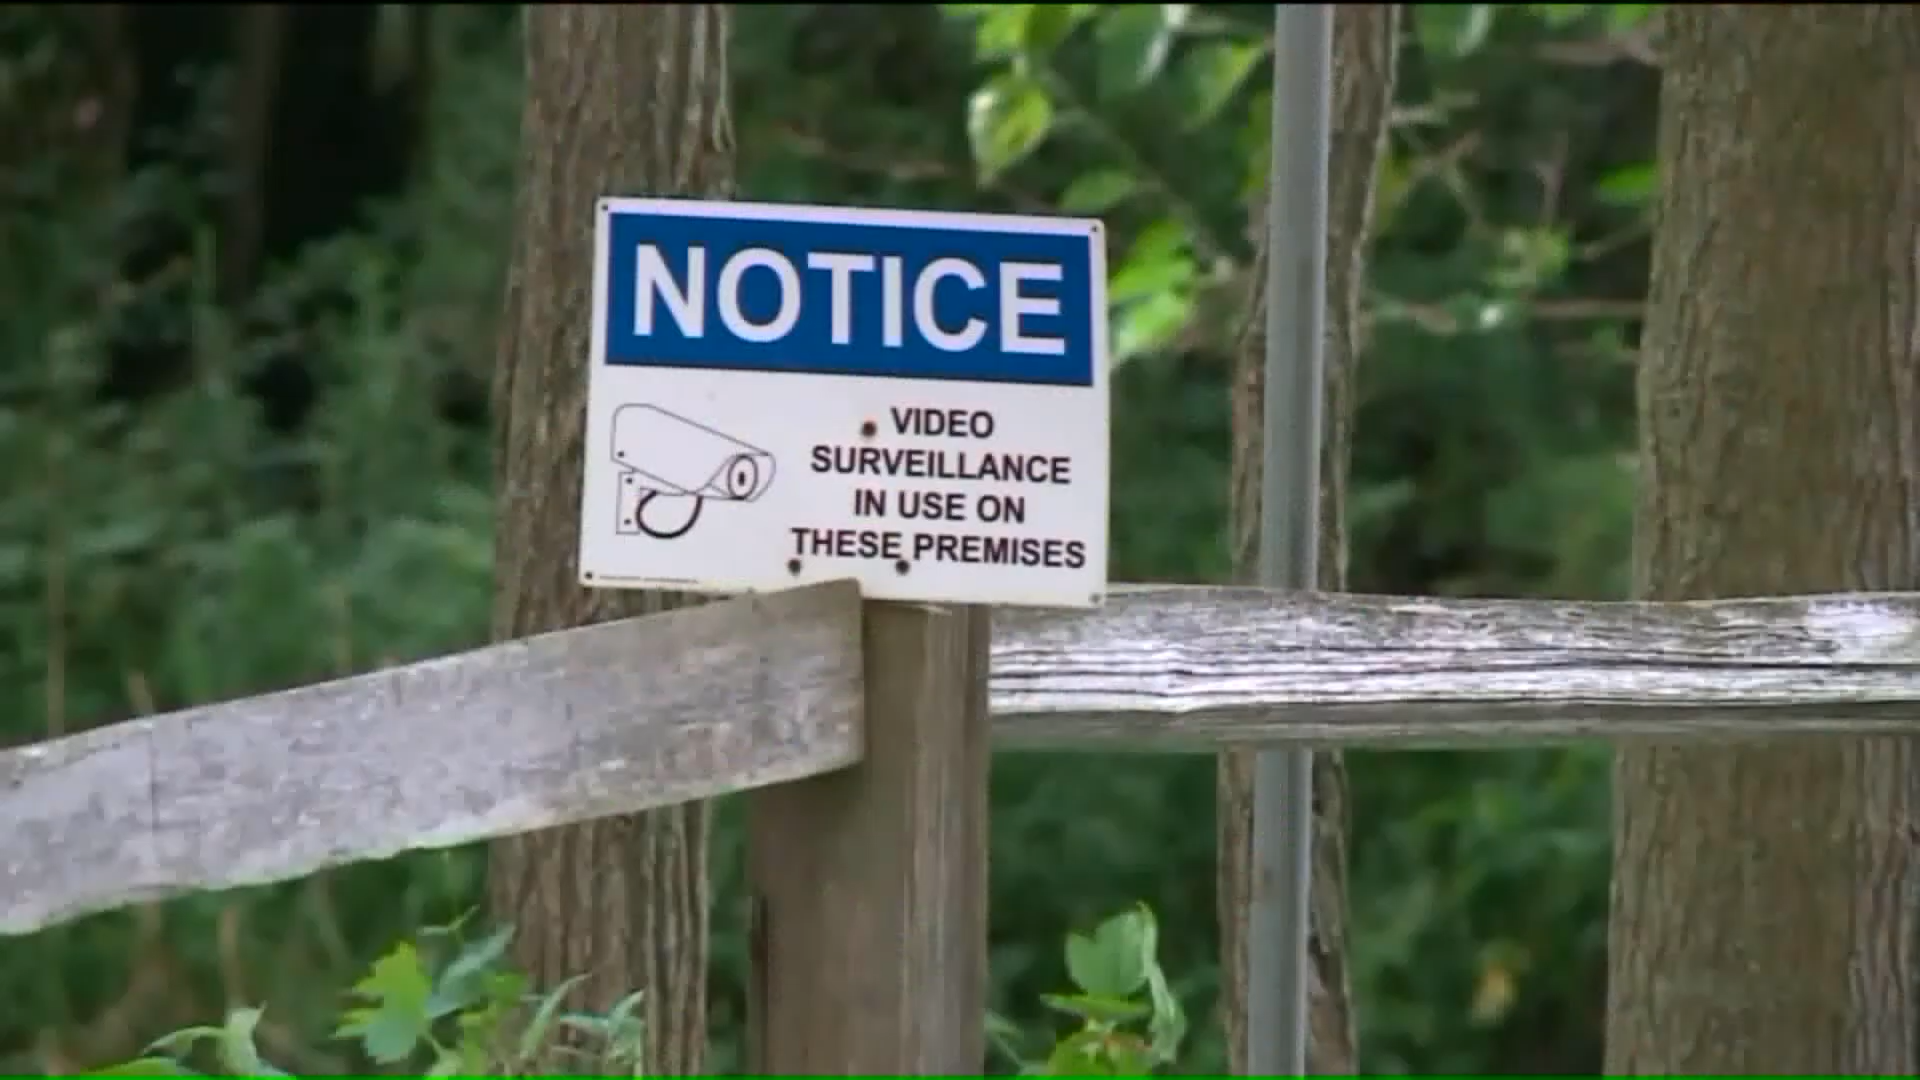 NOTICE
VIDEO
SURVEILLANCE
IN USE ON
THESE PREMISES